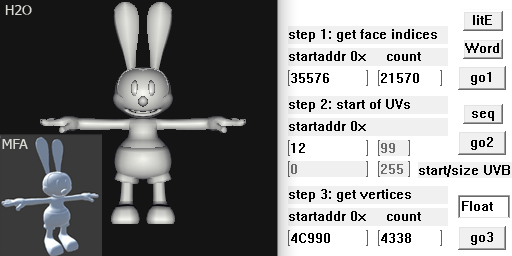 H2O
MFA
litE
step 1: get face indices
Word
startaddr 0x count
35576 21570 go1
step 2: start of UVs
seq
startaddr 0x
12 99 go2
0 255 start/size UVB
step 3: get vertices
Float
startaddr 0x count
4C990 4338 go3